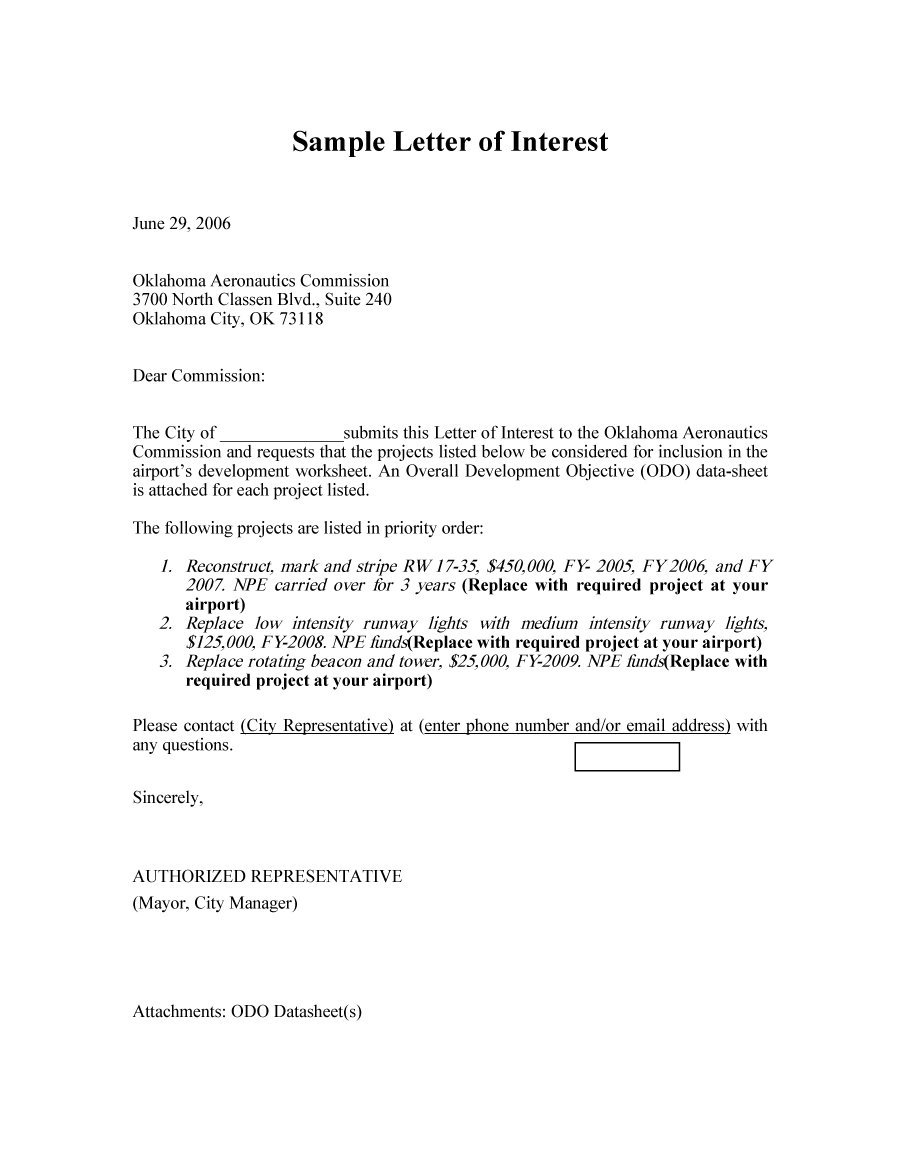 Sample Letter of Interest
June 29, 2006
Oklahoma Aeronautics Commission
3700 North Classen Blvd., Suite 240
Oklahoma City, OK 73118
Dear Commission:
The City of ______________submits this Letter of Interest to the Oklahoma Aeronautics
Commission and requests that the projects listed below be considered for inclusion in the
airport’s development worksheet. An Overall Development Objective (ODO) data-sheet
is attached for each project listed.
The following projects are listed in priority order:
1. Reconstruct, mark and stripe RW 17-35, $450,000, FY- 2005, FY 2006, and FY
2007. NPE carried over for 3 years (Replace with required project at your
airport)
2. Replace low intensity runway lights with medium intensity runway lights,
$125,000, FY-2008. NPE funds(Replace with required project at your airport)
3. Replace rotating beacon and tower, $25,000, FY-2009. NPE funds(Replace with
required project at your airport)
Please contact (City Representative) at (enter phone number and/or email address) with
any questions.
Sincerely,
AUTHORIZED REPRESENTATIVE
(Mayor, City Manager)
Attachments: ODO Datasheet(s)